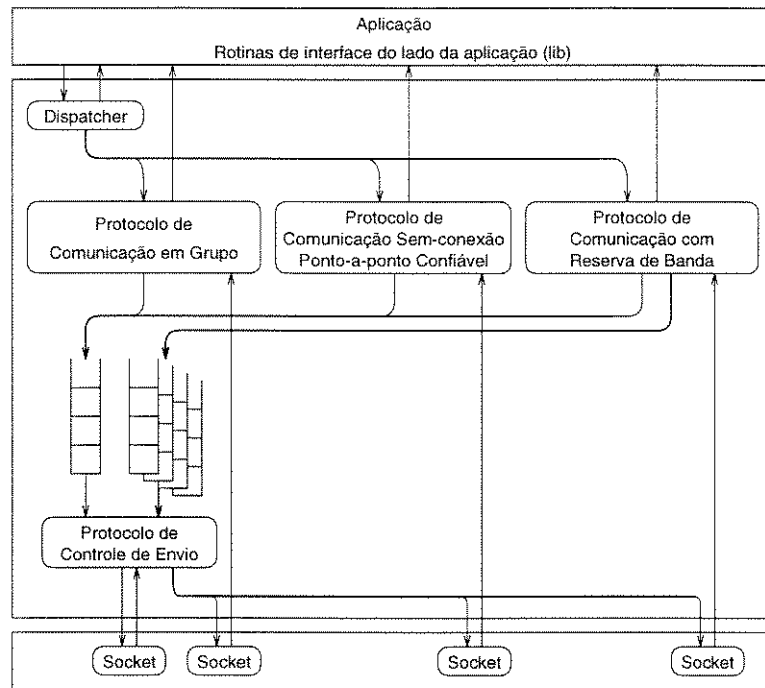 Aplicação
Rotinas de interface do lado da aplicação (lib)
Dispatcher
Protocolo de
Comunicação em Grupo
Protocolo de
Comunicação Sem-conexão
Ponto-a-ponto Confiável
Protocolo de
Comunicação com
Reserva de Banda
Protocolo de
Controle de Envio
Socket
Socket
Socket
Socket